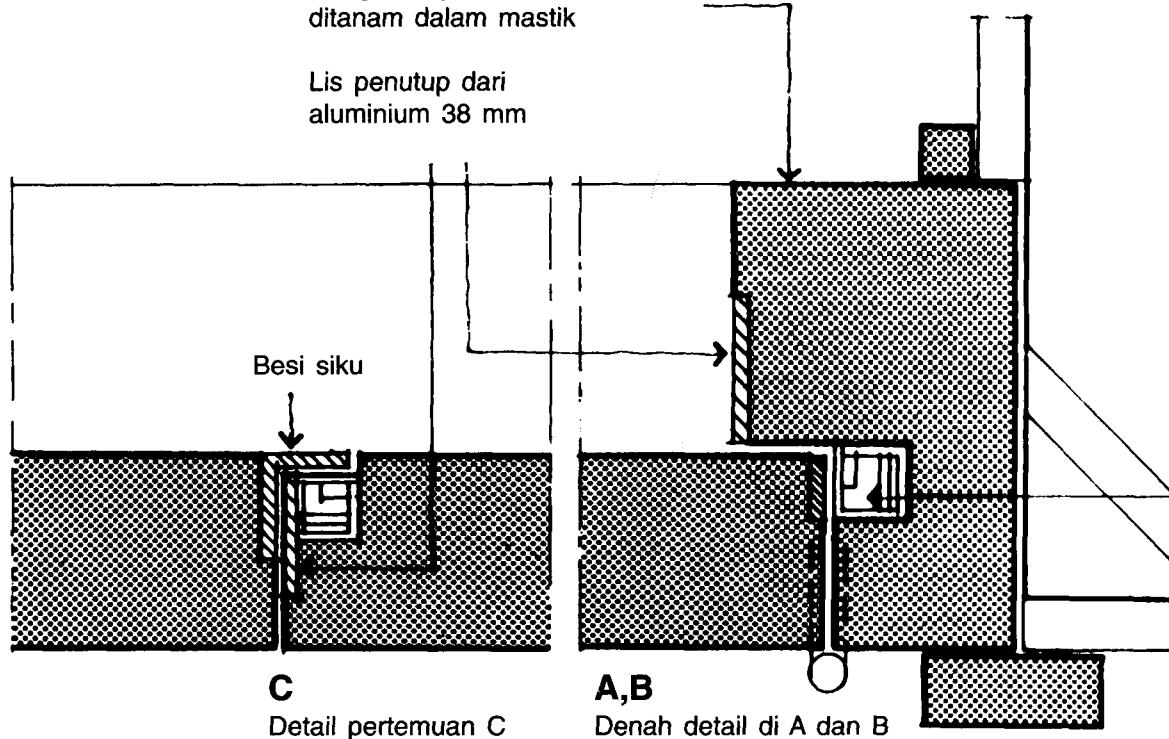 ditanam dalam mastik
Lis penutup dari
aluminium 38 mm
Besi siku
C
Detail pertemuan C
A,B
Denah detail di A dan B